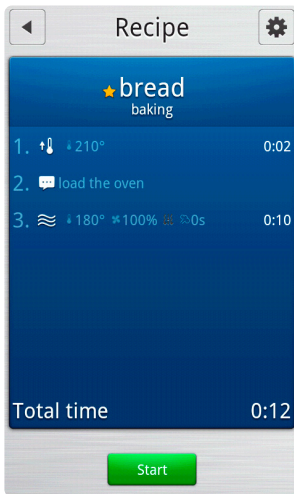 Recipe
bread
baking
1. 210° 0:02
2. load the oven
3. 180° 100% 0s 0:10
Total time 0:12
Start